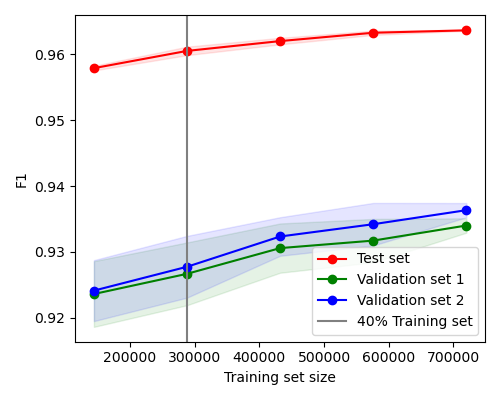 0.96
0.95
0.94
0.93
0.92
F1
200000 300000 400000 500000 600000 700000
Training set size
Test set
Validation set 1
Validation set 2
40% Training set